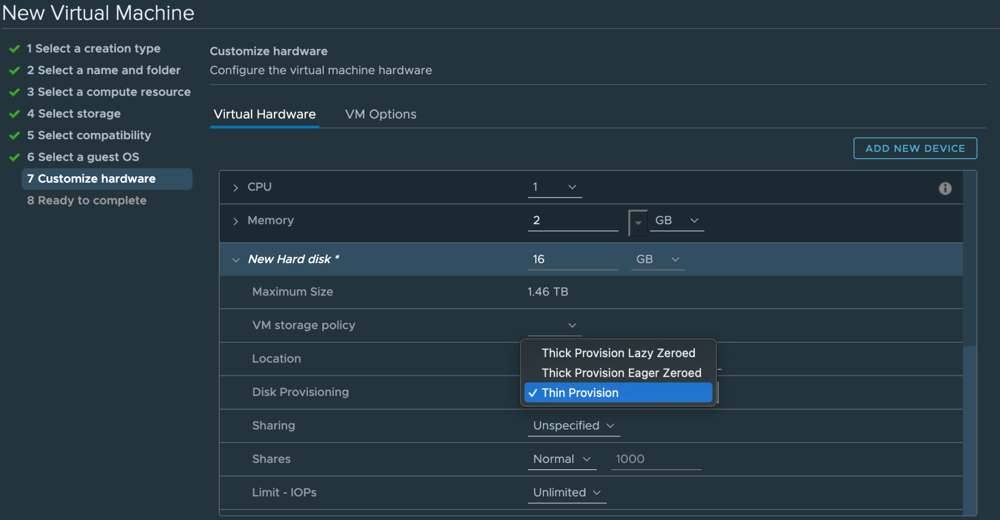 New Virtual Machine
1 Select a creation type
2 Select a name and folder
3 Select a compute resource
4 Select storage
5 Select compatibility
6 Select a guest OS
7 Customize hardware
8 Ready to complete
Customize hardware
Configure the virtual machine hardware
Virtual Hardware VM Options
ADD NEW DEVICE
CPU 1
Memory 2 GB
New Hard disk * 16 GB
Maximum Size 1.46 TB
VM storage policy
Location
Thick Provision Lazy Zeroed
Thick Provision Eager Zeroed
Disk Provisioning Thin Provision
Sharing Unspecified
Shares Normal 1000
Limit - IOPs Unlimited